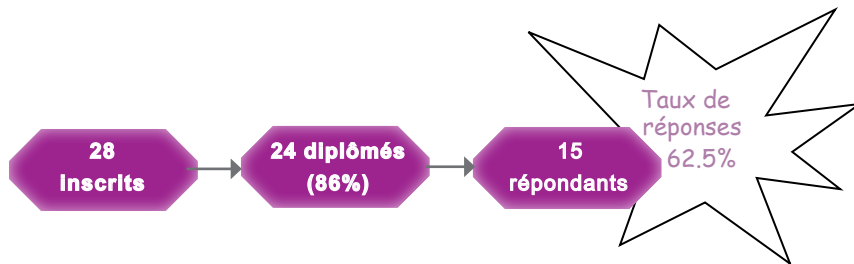 28
inscrits
24 diplômés
(86%)
15
répondants
Taux de
réponses
62.5%